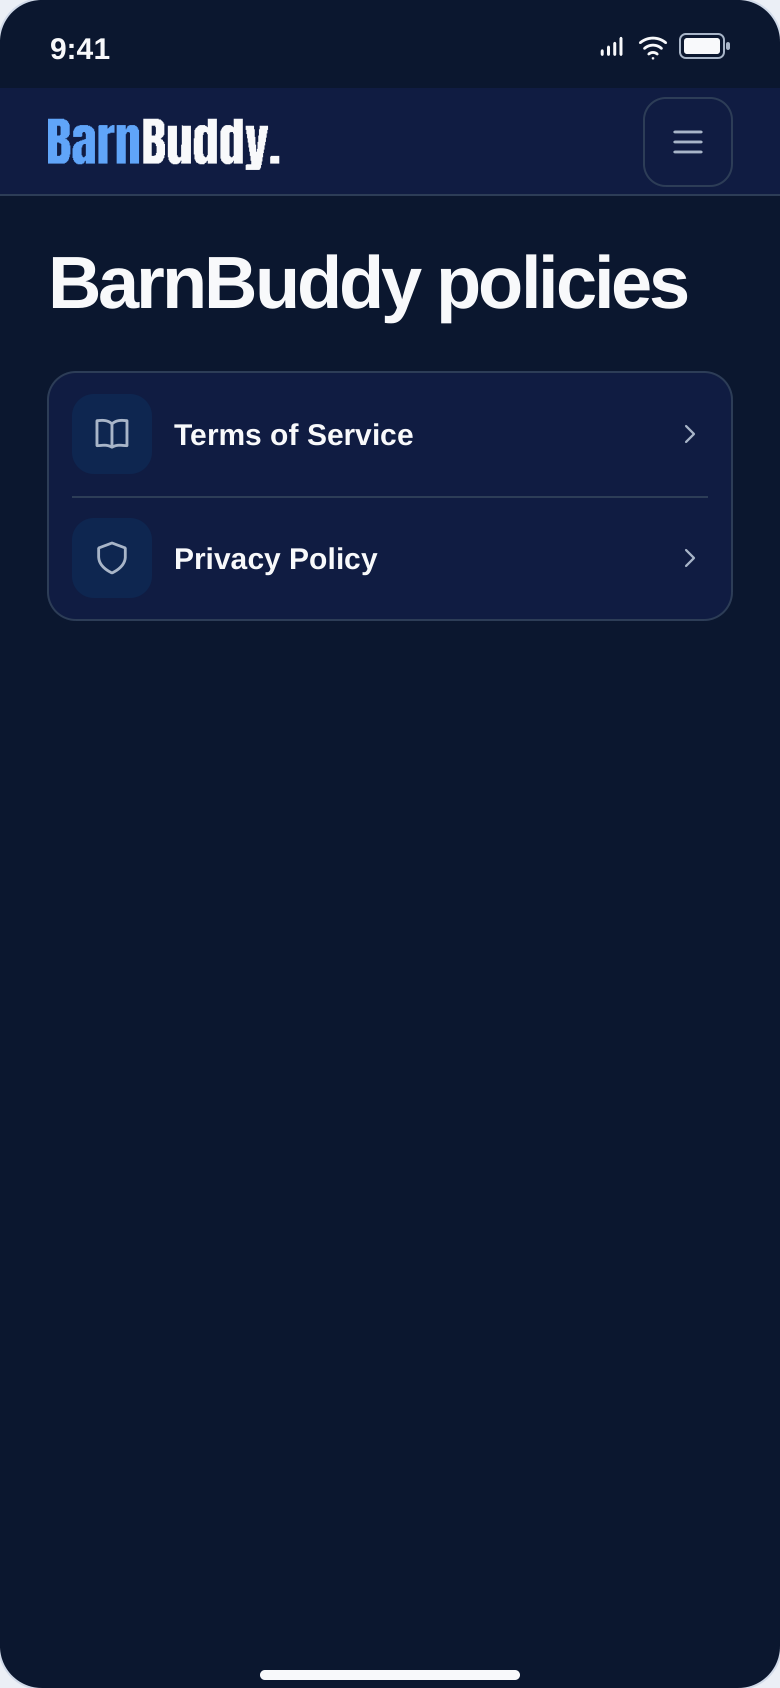 9:41
BarnBuddy.
BarnBuddy policies
Terms of Service
Privacy Policy